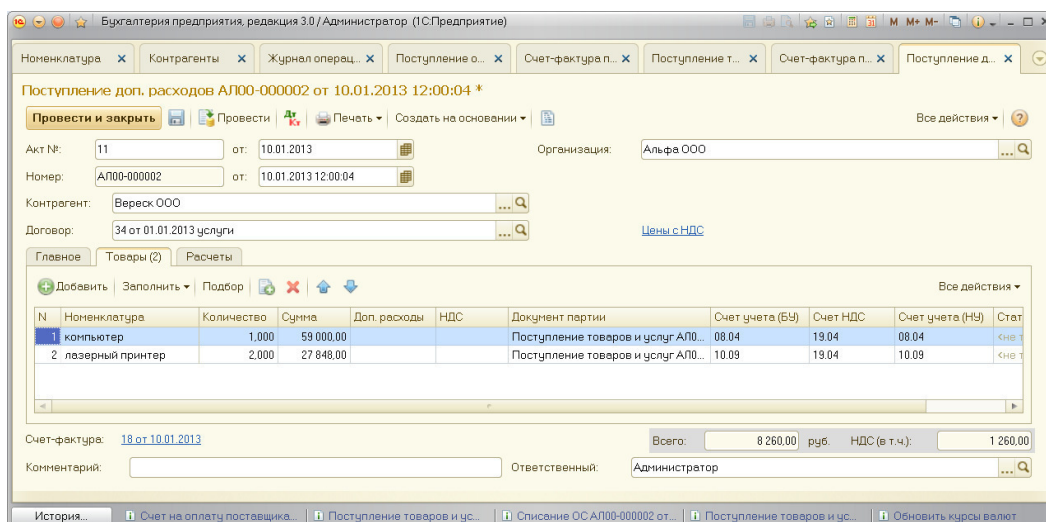 Бухгалтерия предприятия, редакция 3.0 / Администратор (1С:Предприятие)
M M+ M-
Номенклатура Контрагенты Журнал операц... Поступление о... Счет-фактура п... Поступление т... Счет-фактура п... Поступление д...
Поступление доп. расходов АЛ00-000002 от 10.01.2013 12:00:04 *
Провести и закрыть Провести Дт Кт Печать Создать на основании Все действия ?
Акт №: 11 от: 10.01.2013 Организация: Альфа ООО ...
Номер: АЛ00-000002 от: 10.01.2013 12:00:04
Контрагент: Вереск ООО ...
Договор: 34 от 01.01.2013 услуги ... Цены с НДС
Главное Товары (2) Расчеты
Добавить Заполнить Подбор Все действия
N Номенклатура Количество Сумма Доп. расходы НДС Документ партии Счет учета (БУ) Счет НДС Счет учета (НУ) Стат
1 компьютер 1,000 59 000,00 Поступление товаров и услуг АЛ0... 08.04 19.04 08.04 <не т
2 лазерный принтер 2,000 27 848,00 Поступление товаров и услуг АЛ0... 10.09 19.04 10.09 <не т
Счет-фактура: 18 от 10.01.2013 Всего: 8 260,00 руб. НДС (в т.ч.): 1 260,00
Комментарий: Ответственный: Администратор ...
История... Счет на оплату поставщика... Поступление товаров и ус... Списание ОС АЛ00-000002 от... Поступление товаров и ус... Обновить курсы валют